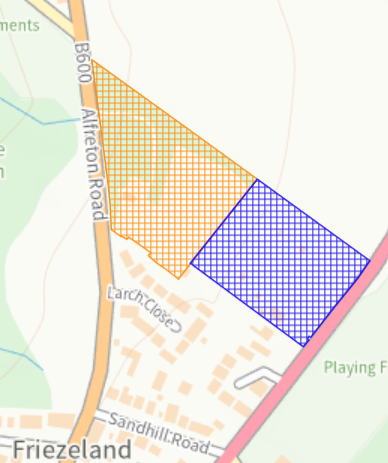 ments
B600
Alfreton Road
e
n
Larch Close
Playing F
Sandhill Road
Friezeland